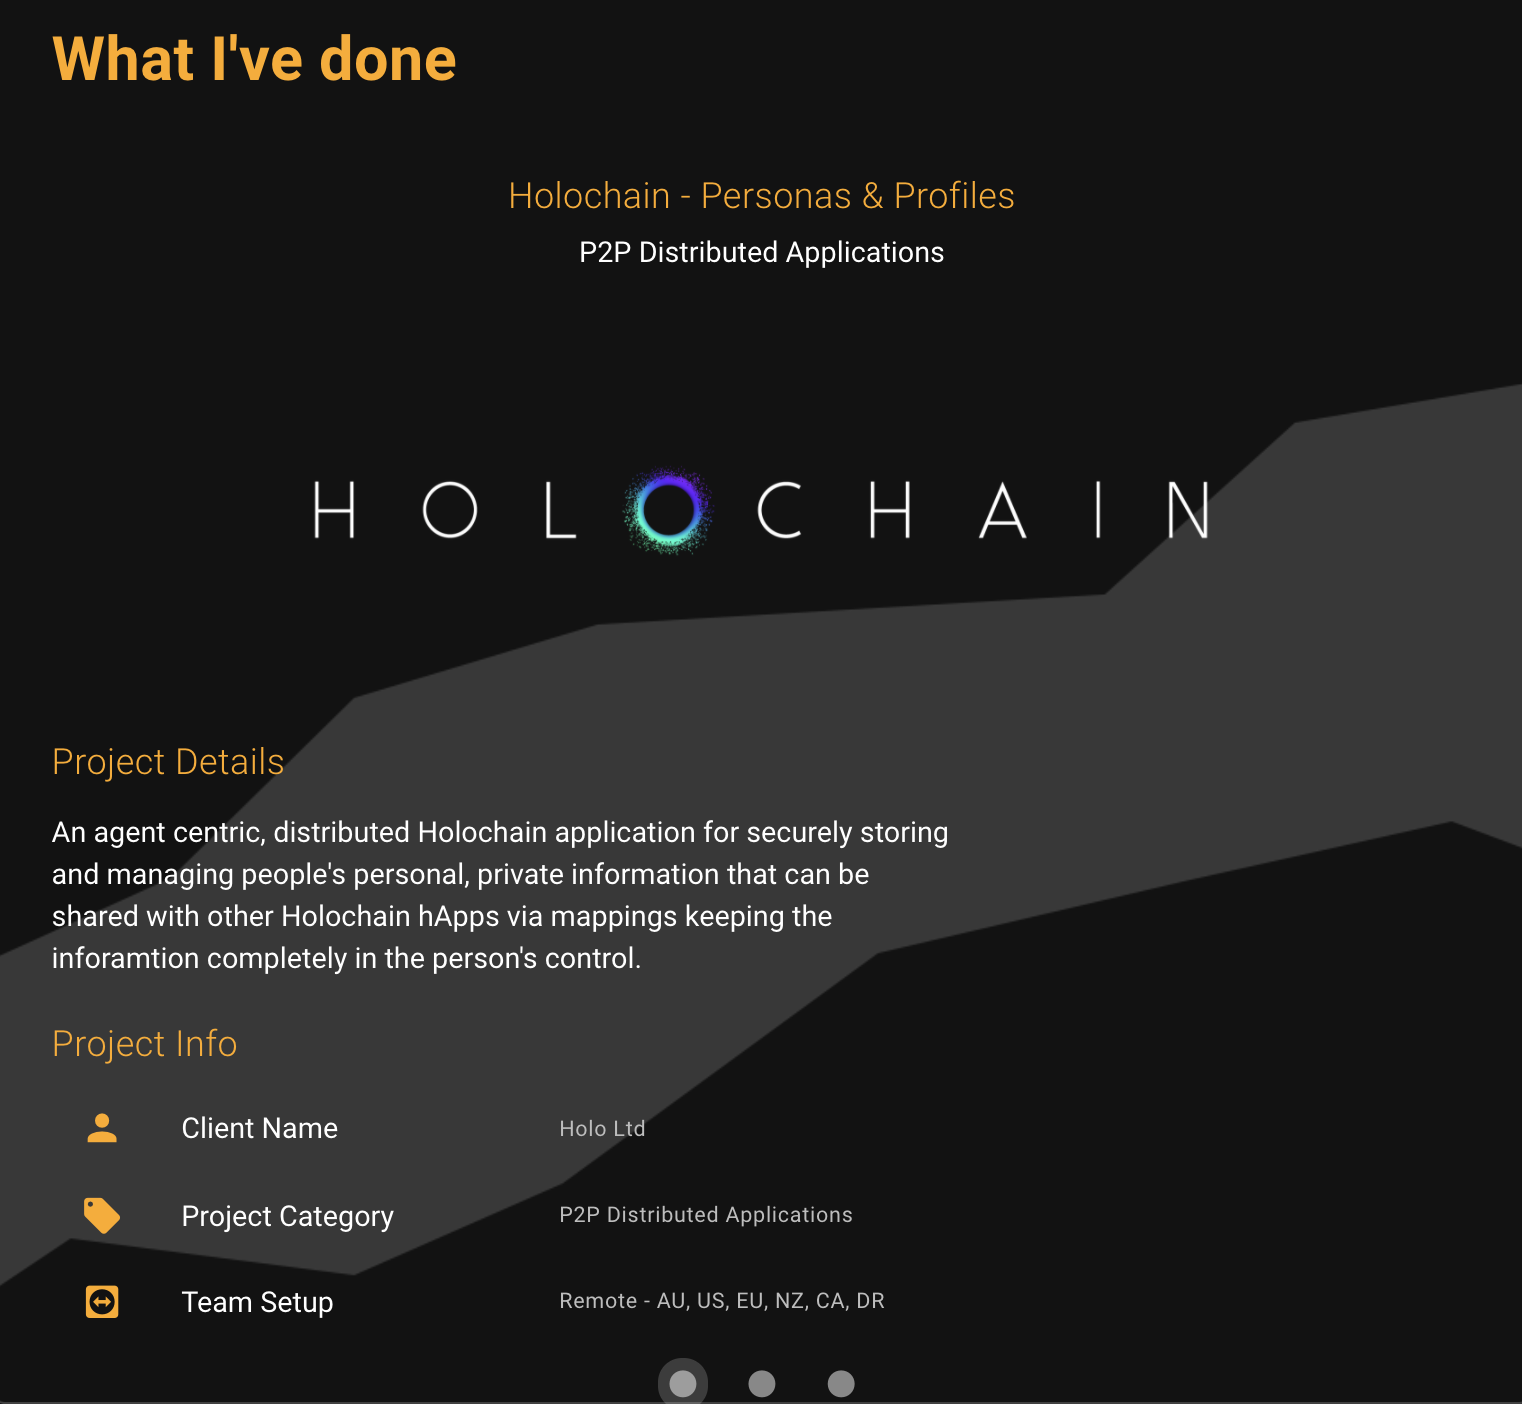 What I've done
Holochain - Personas & Profiles
P2P Distributed Applications
HOLOCHAIN
Project Details
An agent centric, distributed Holochain application for securely storing
and managing people's personal, private information that can be
shared with other Holochain hApps via mappings keeping the
inforamtion completely in the person's control.
Project Info
Client Name Holo Ltd
Project Category P2P Distributed Applications
Team Setup Remote - AU, US, EU, NZ, CA, DR